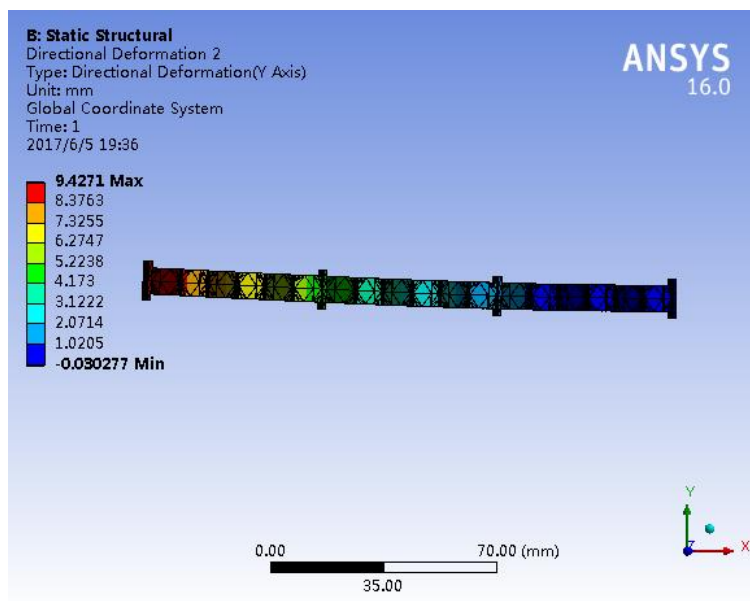 B: Static Structural
Directional Deformation 2
Type: Directional Deformation(Y Axis)
Unit: mm
Global Coordinate System
Time: 1
2017/6/5 19:36
ANSYS
16.0
9.4271 Max
8.3763
7.3255
6.2747
5.2238
4.173
3.1222
2.0714
1.0205
-0.030277 Min
Y
Z
X
0.00
70.00 (mm)
35.00